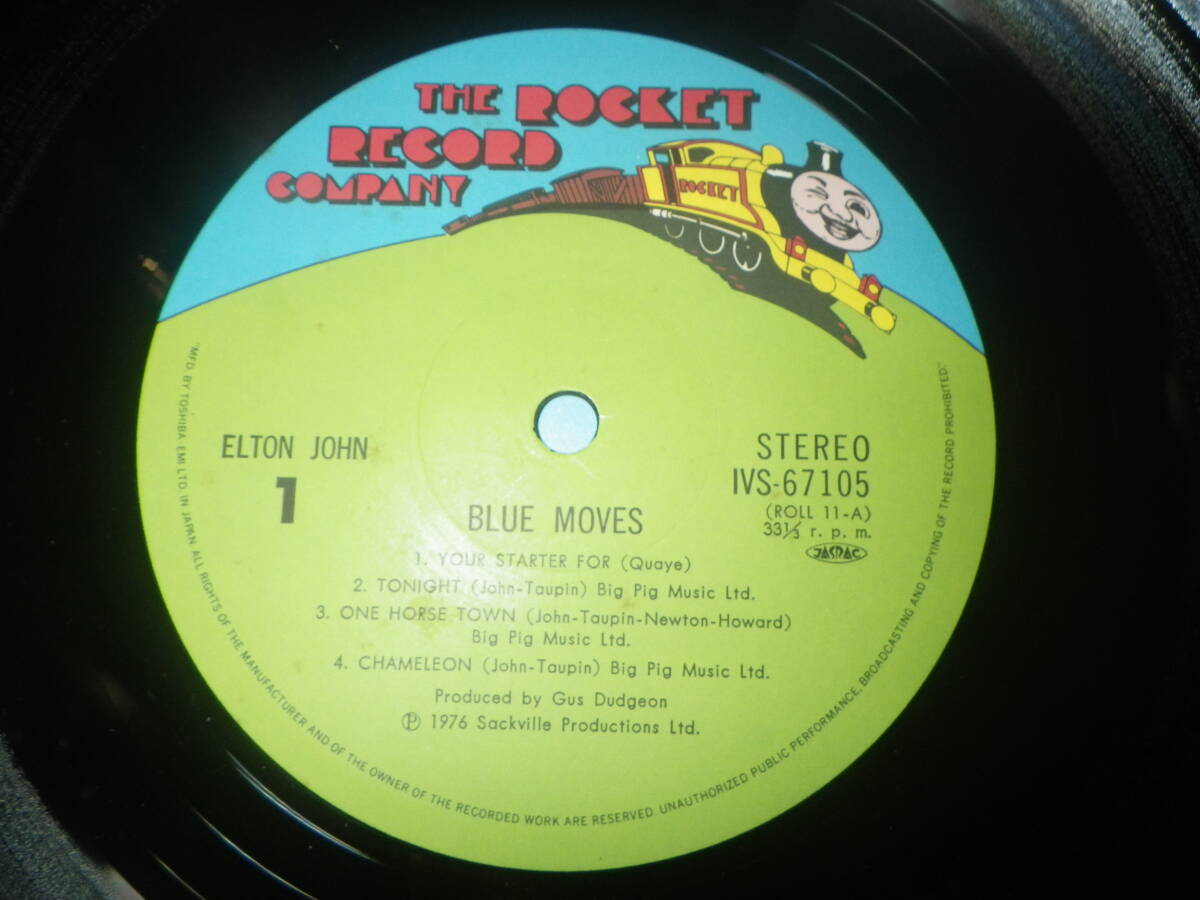 THE ROCKET
RECORD
COMPANY
ROCKET
ELTON JOHN
1
STEREO
IVS-67105
(ROLL 11-A)
33⅓ r. p. m.
JASRAC
BLUE MOVES
1. YOUR STARTER FOR (Quaye)
2. TONIGHT (John-Taupin) Big Pig Music Ltd.
3. ONE HORSE TOWN (John-Taupin-Newton-Howard)
Big Pig Music Ltd.
4. CHAMELEON (John-Taupin) Big Pig Music Ltd.
Produced by Gus Dudgeon
℗ 1976 Sackville Productions Ltd.
"MFD. BY TOSHIBA EMI LTD. IN JAPAN. ALL RIGHTS OF THE MANUFACTURER AND OF THE OWNER OF THE RECORDED WORK ARE RESERVED. UNAUTHORIZED PUBLIC PERFORMANCE, BROADCASTING AND COPYING OF THE RECORD PROHIBITED."